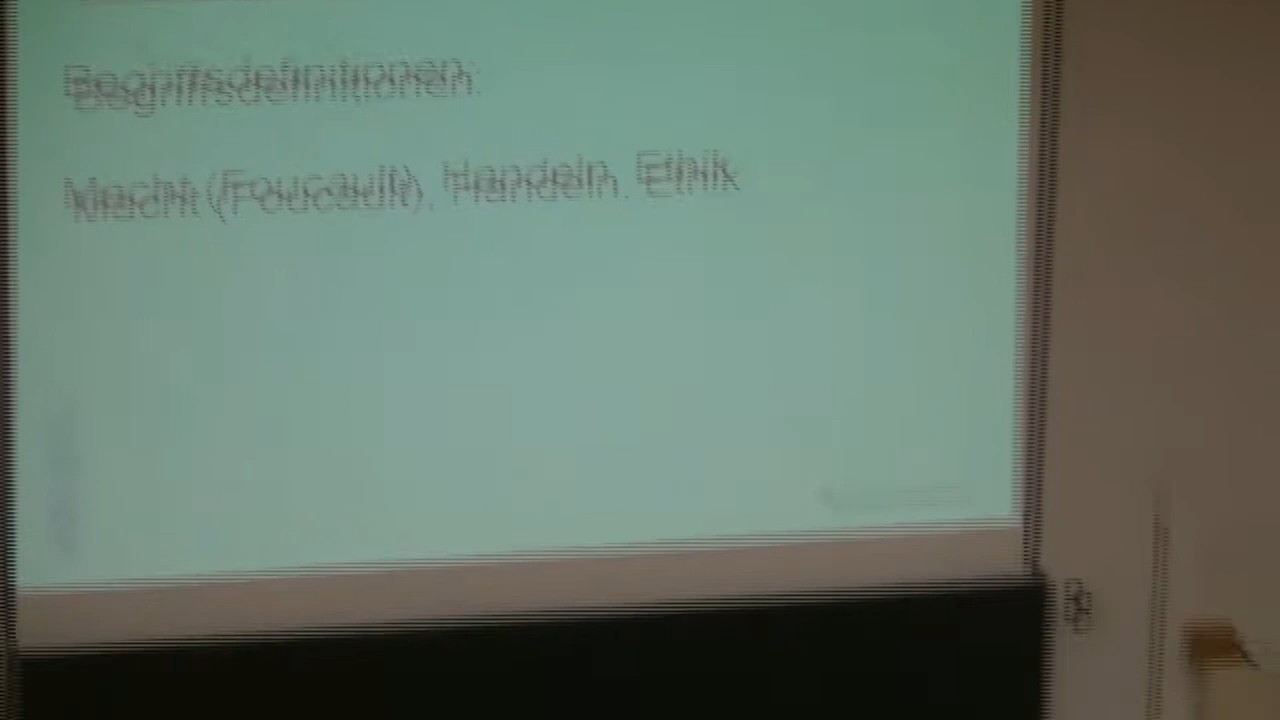 Begriffsdefinitionen:
Macht (Foucault), Handeln, Ethik